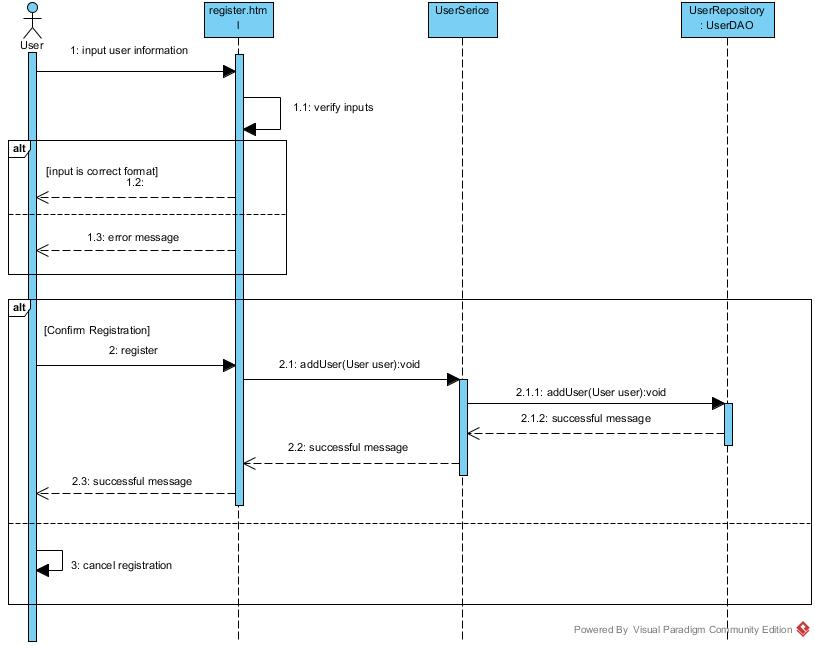 User
register.htm
l
UserSerice
UserRepository
: UserDAO
1: input user information
1.1: verify inputs
alt
[input is correct format]
1.2:
1.3: error message
alt
[Confirm Registration]
2: register
2.1: addUser(User user):void
2.1.1: addUser(User user):void
2.1.2: successful message
2.2: successful message
2.3: successful message
3: cancel registration
Powered By Visual Paradigm Community Edition